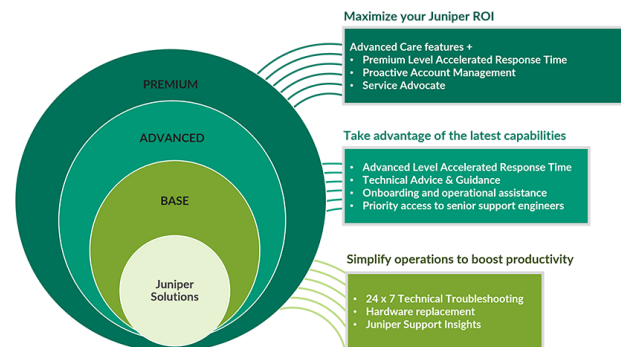 Maximize your Juniper ROI
PREMIUM
Advanced Care features +
• Premium Level Accelerated Response Time
• Proactive Account Management
• Service Advocate
ADVANCED
Take advantage of the latest capabilities
• Advanced Level Accelerated Response Time
• Technical Advice & Guidance
• Onboarding and operational assistance
• Priority access to senior support engineers
BASE
Simplify operations to boost productivity
• 24 x 7 Technical Troubleshooting
• Hardware replacement
• Juniper Support Insights
Juniper
Solutions